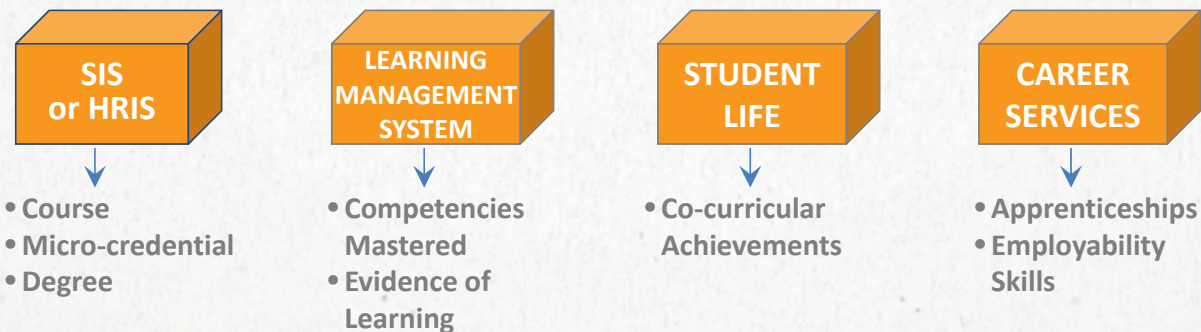 SIS
or HRIS
LEARNING
MANAGEMENT
SYSTEM
STUDENT
LIFE
CAREER
SERVICES
• Course
• Micro-credential
• Degree
• Competencies
Mastered
• Evidence of
Learning
• Co-curricular
Achievements
• Apprenticeships
• Employability
Skills